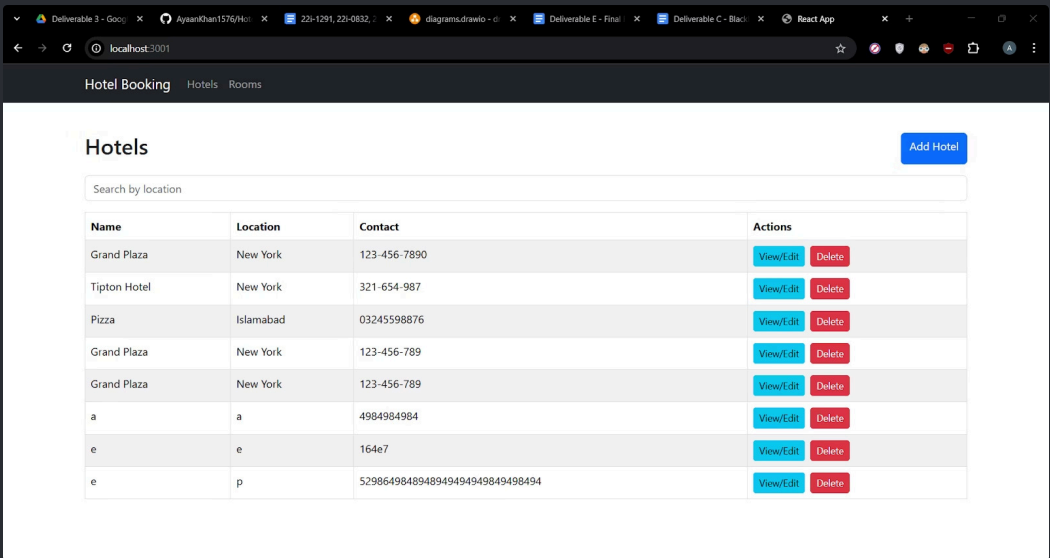 Deliverable 3 - Goog AyaanKhan1576/Hot 22i-1291, 22i-0832, 2 diagrams.drawio - d Deliverable E - Final Deliverable C - Black React App
localhost:3001 A
Hotel Booking Hotels Rooms
Hotels Add Hotel
Search by location
Name Location Contact Actions
Grand Plaza New York 123-456-7890 View/Edit Delete
Tipton Hotel New York 321-654-987 View/Edit Delete
Pizza Islamabad 03245598876 View/Edit Delete
Grand Plaza New York 123-456-789 View/Edit Delete
Grand Plaza New York 123-456-789 View/Edit Delete
a a 4984984984 View/Edit Delete
e e 164e7 View/Edit Delete
e p View/Edit Delete